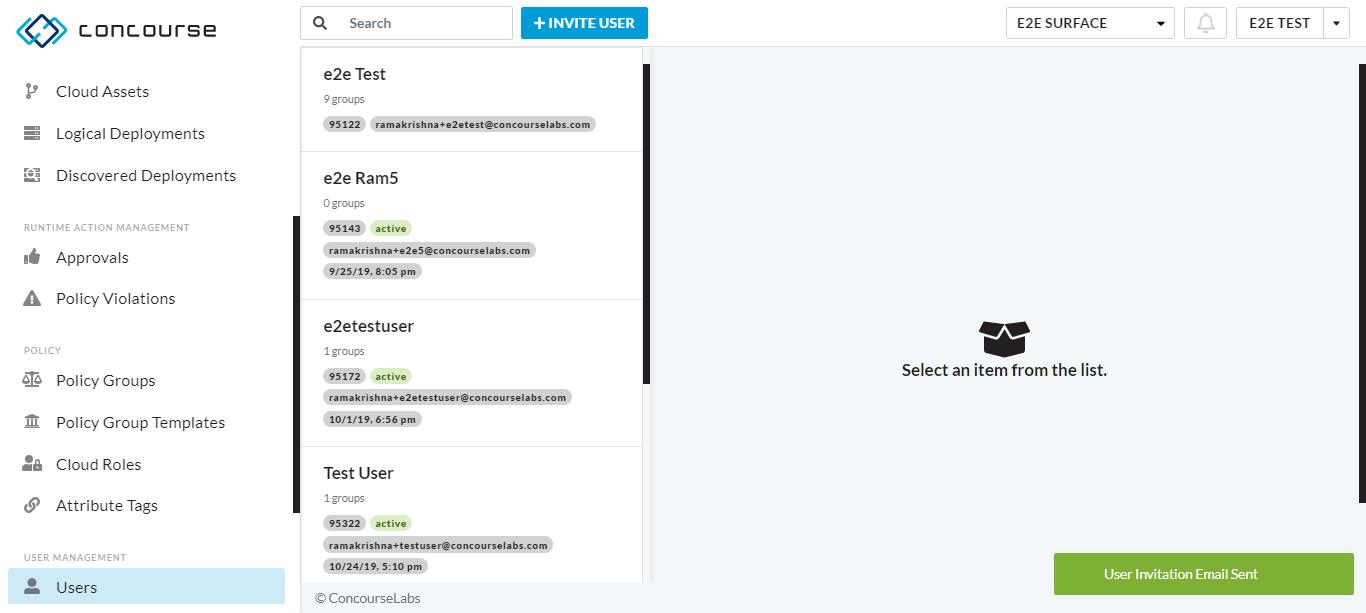 concourse
Search
+ INVITE USER
E2E SURFACE
E2E TEST
Cloud Assets
Logical Deployments
Discovered Deployments
RUNTIME ACTION MANAGEMENT
Approvals
Policy Violations
POLICY
Policy Groups
Policy Group Templates
Cloud Roles
Attribute Tags
USER MANAGEMENT
Users
e2e Test
9 groups
95122 ramakrishna+e2etest@concourselabs.com
e2e Ram5
0 groups
95143 active
ramakrishna+e2e5@concourselabs.com
9/25/19, 8:05 pm
e2etestuser
1 groups
95172 active
ramakrishna+e2etestuser@concourselabs.com
10/1/19, 6:56 pm
Test User
1 groups
95322 active
ramakrishna+testuser@concourselabs.com
10/24/19, 5:10 pm
© ConcourseLabs
Select an item from the list.
User Invitation Email Sent